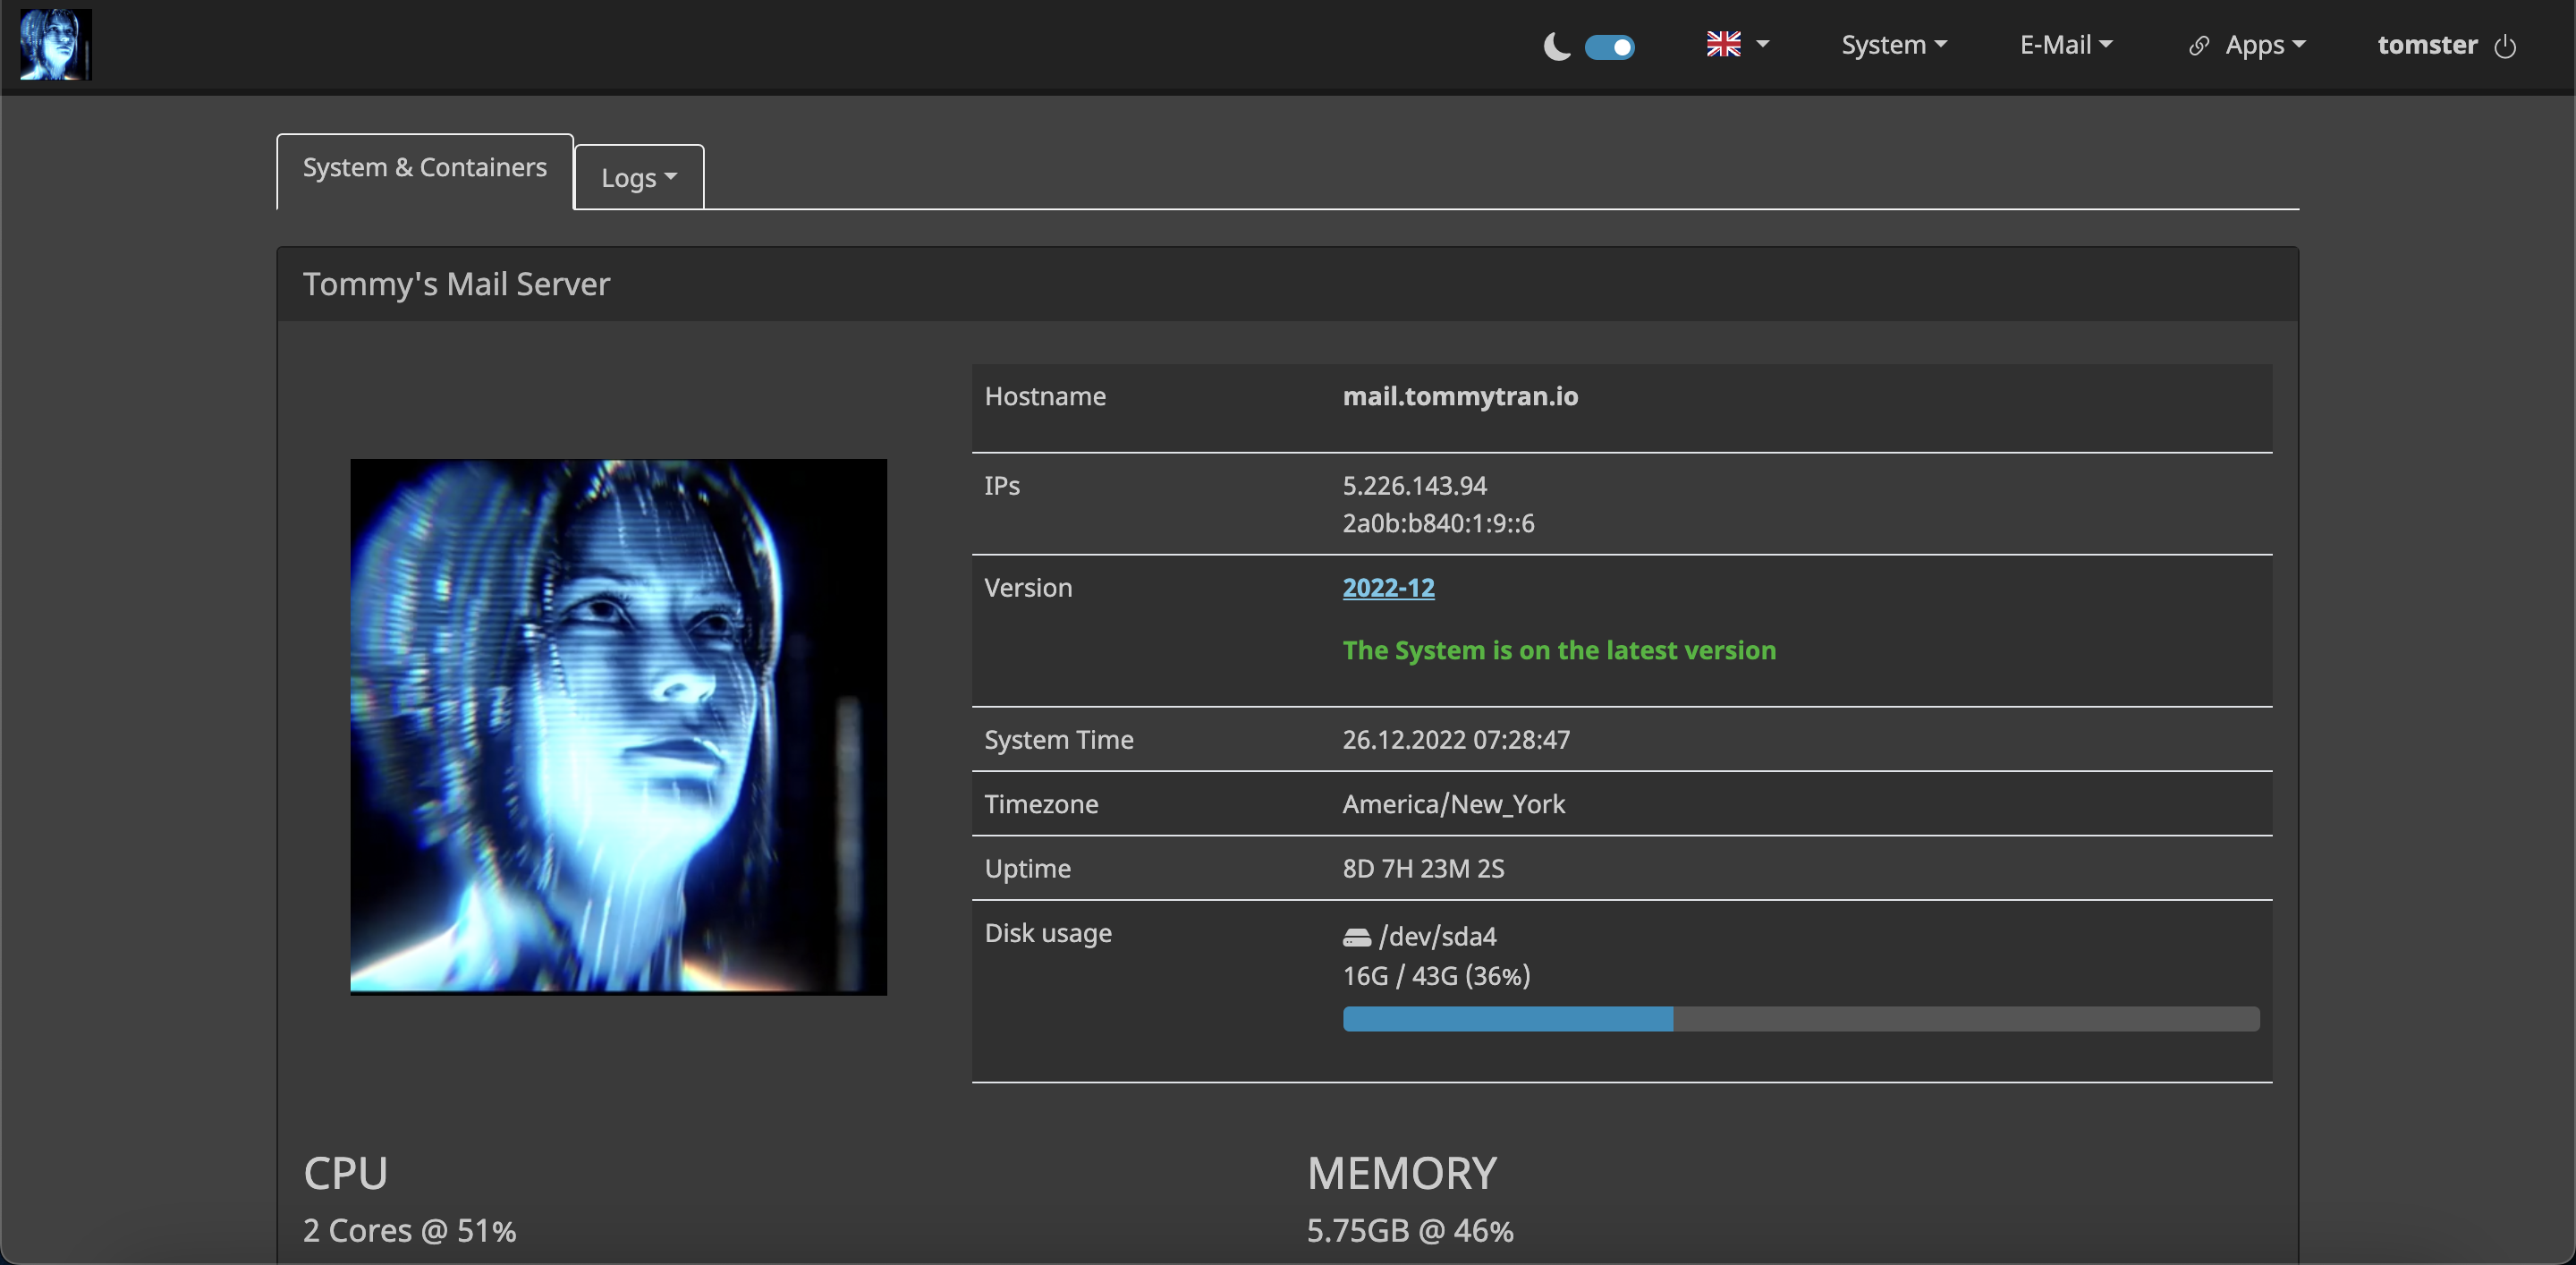 System
E-Mail
Apps
tomster
System & Containers
Logs
Tommy's Mail Server
Hostname
mail.tommytran.io
IPs
5.226.143.94
2a0b:b840:1:9::6
Version
2022-12
The System is on the latest version
System Time
26.12.2022 07:28:47
Timezone
America/New_York
Uptime
8D 7H 23M 2S
Disk usage
/dev/sda4
16G / 43G (36%)
CPU
2 Cores @ 51%
MEMORY
5.75GB @ 46%